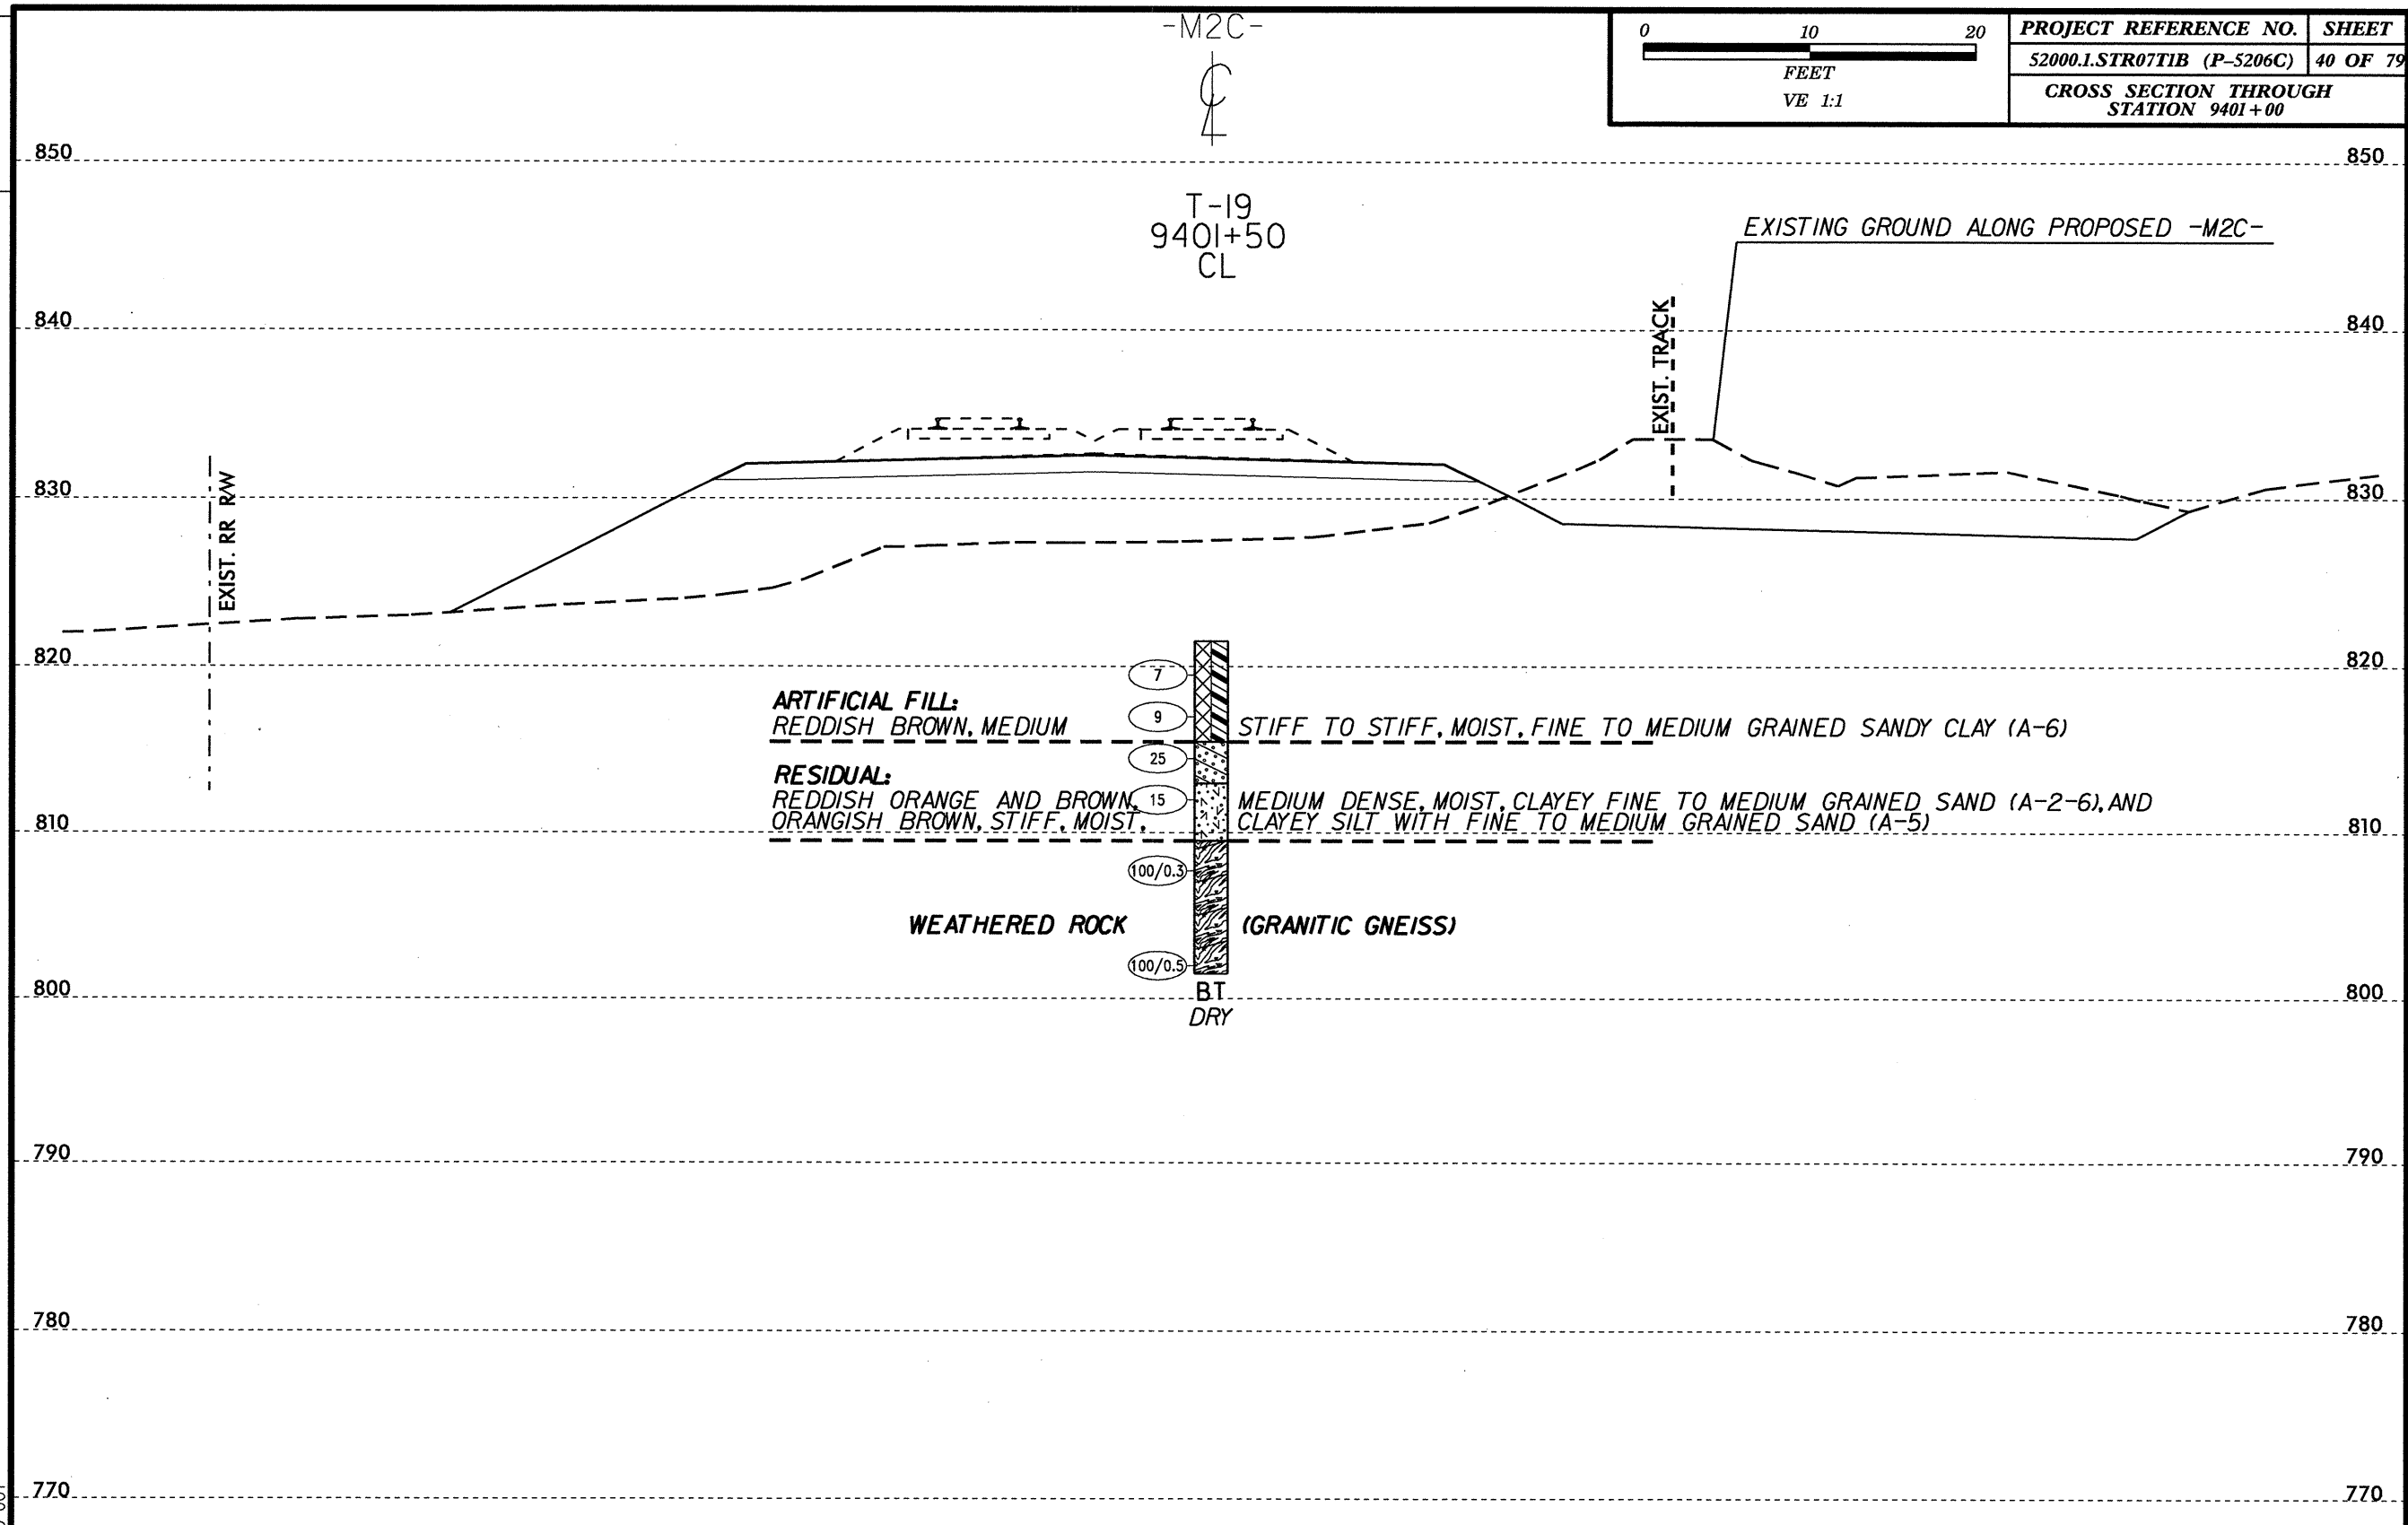 -M2C-
CL
0 10 20
FEET
VE 1:1
PROJECT REFERENCE NO. SHEET
52000.1.STR07T1B (P-5206C) 40 OF 79
CROSS SECTION THROUGH
STATION 9401+00
850 850
T-19
9401+50
CL
EXISTING GROUND ALONG PROPOSED -M2C-
840 840
EXIST. TRACK
EXIST. RR R/W
830 830
820 820
7
ARTIFICIAL FILL:
9
REDDISH BROWN, MEDIUM STIFF TO STIFF, MOIST, FINE TO MEDIUM GRAINED SANDY CLAY (A-6)
25
RESIDUAL:
REDDISH ORANGE AND BROWN, 15 MEDIUM DENSE, MOIST, CLAYEY FINE TO MEDIUM GRAINED SAND (A-2-6), AND
ORANGISH BROWN, STIFF, MOIST, CLAYEY SILT WITH FINE TO MEDIUM GRAINED SAND (A-5)
810 810
100/0.3
WEATHERED ROCK (GRANITIC GNEISS)
100/0.5
800 800
BT
DRY
790 790
780 780
770 770